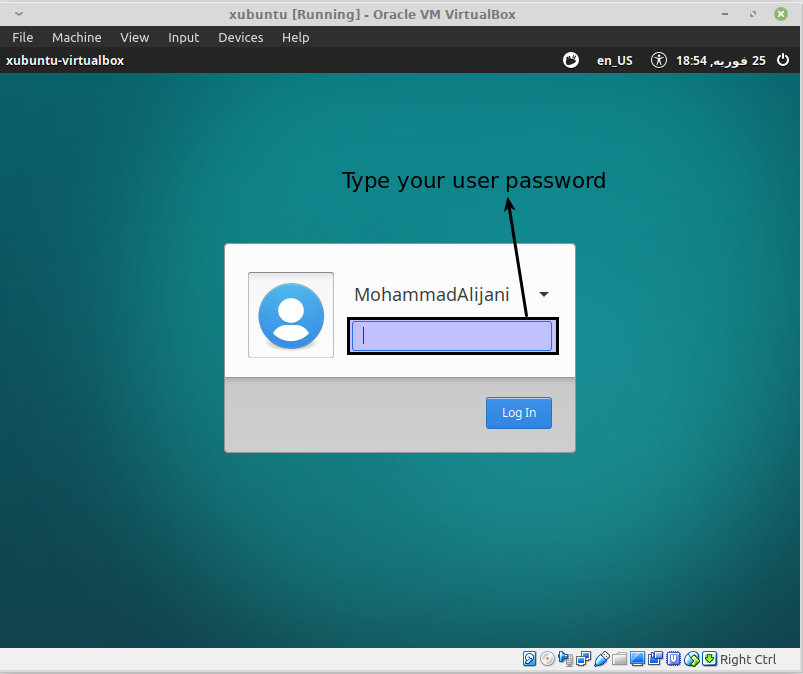 xubuntu [Running] - Oracle VM VirtualBox
File Machine View Input Devices Help
xubuntu-virtualbox en_US 18:54 ,فوریه 25
Type your user password
MohammadAlijani
Log In
Right Ctrl